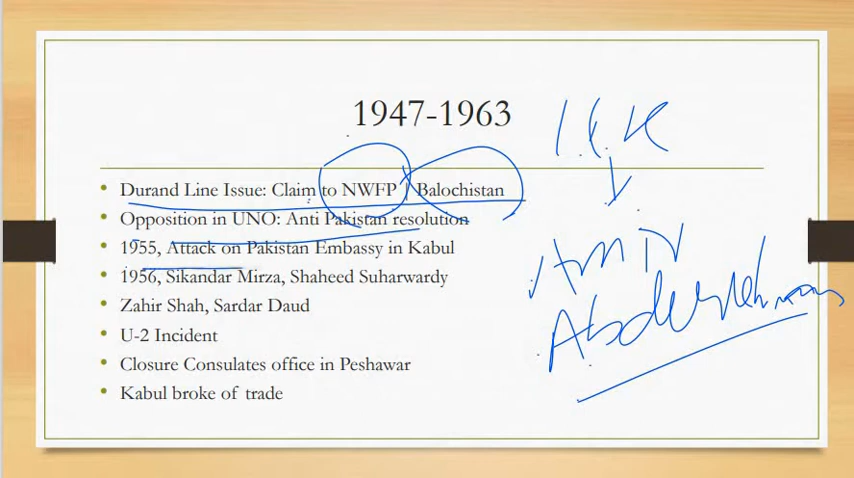 1947-1963
• Durand Line Issue: Claim to NWFP, Balochistan
• Opposition in UNO: Anti Pakistan resolution
• 1955, Attack on Pakistan Embassy in Kabul
• 1956, Sikandar Mirza, Shaheed Suharwardy
• Zahir Shah, Sardar Daud
• U-2 Incident
• Closure Consulates office in Peshawar
• Kabul broke of trade
Amir